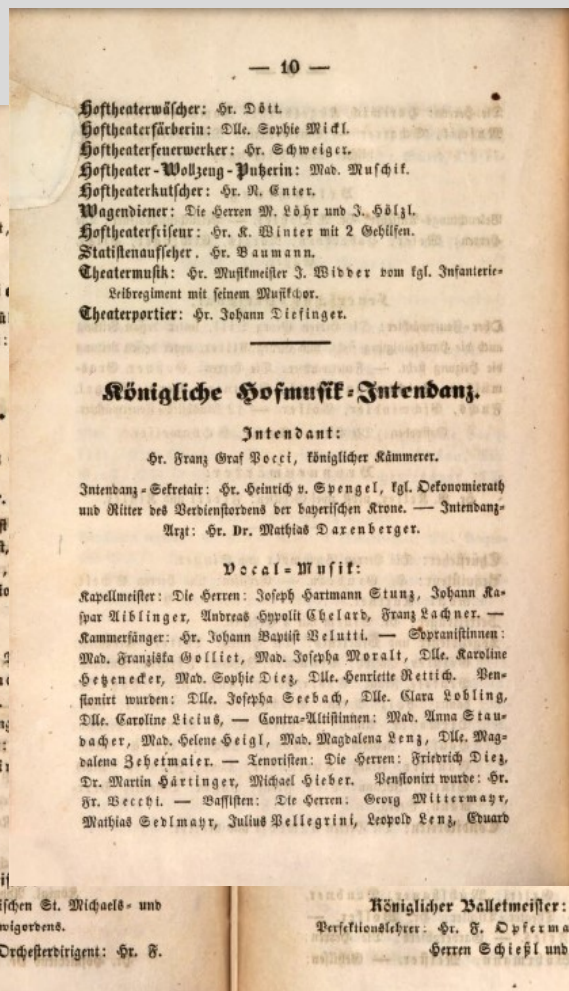 — 10 —
Hoftheaterwäscher: Hr. Dött.
Hoftheaterfärberin: Dlle. Sophie Mickl.
Hoftheaterfeuerwerker: Hr. Schweiger.
Hoftheater-Wollzeug-Putzerin: Mad. Muschik.
Hoftheaterkutscher: Hr. N. Enter.
Wagendiener: Die Herren M. Löhr und J. Hölzl.
Hoftheaterfriseur: Hr. K. Winter mit 2 Gehilfen.
Statistenaufseher. Hr. Baumann.
Theatermusik: Hr. Musikmeister J. Widder vom kgl. Infanterie-
Leibregiment mit seinem Musikchor.
Theaterportier: Hr. Johann Diefinger.
Königliche Hofmusik-Intendanz.
Intendant:
Hr. Franz Graf Pocci, königlicher Kämmerer.
Intendanz-Sekretair: Hr. Heinrich v. Spengel, kgl. Oekonomierath
und Ritter des Verdienstordens der bayerischen Krone. — Intendanz-
Arzt: Hr. Dr. Mathias Daxenberger.
Vocal-Musik:
Kapellmeister: Die Herren: Joseph Hartmann Stunz, Johann Ka-
spar Aiblinger, Andreas Hypolit Chelard, Franz Lachner. —
Kammersänger: Hr. Johann Baptist Velutti. — Sopranistinnen:
Mad. Franziska Golliet, Mad. Josepha Moralt, Dlle. Karoline
Hetzenecker, Mad. Sophie Diez, Dlle. Henriette Rettich. Pen-
sionirt wurden: Dlle. Josepha Seebach, Dlle. Clara Lobling,
Dlle. Caroline Licius, — Contra-Altistinnen: Mad. Anna Stau-
dacher, Mad. Helene Heigl, Mad. Magdalena Lenz, Dlle. Mag-
dalena Zehetmaier. — Tenoristen: Die Herren: Friedrich Diez,
Dr. Martin Härtinger, Michael Hieber. Pensionirt wurde: Hr.
Fr. Vecchi. — Bassisten: Die Herren: Georg Mittermayr,
Mathias Sedlmayr, Julius Pellegrini, Leopold Lenz, Eduard
ischen St. Michaels- und
wigordens.
Orchesterdirigent: Hr. F.
Königlicher Balletmeister:
Perfektionslehrer: Hr. F. Opferma
Herren Schießl und